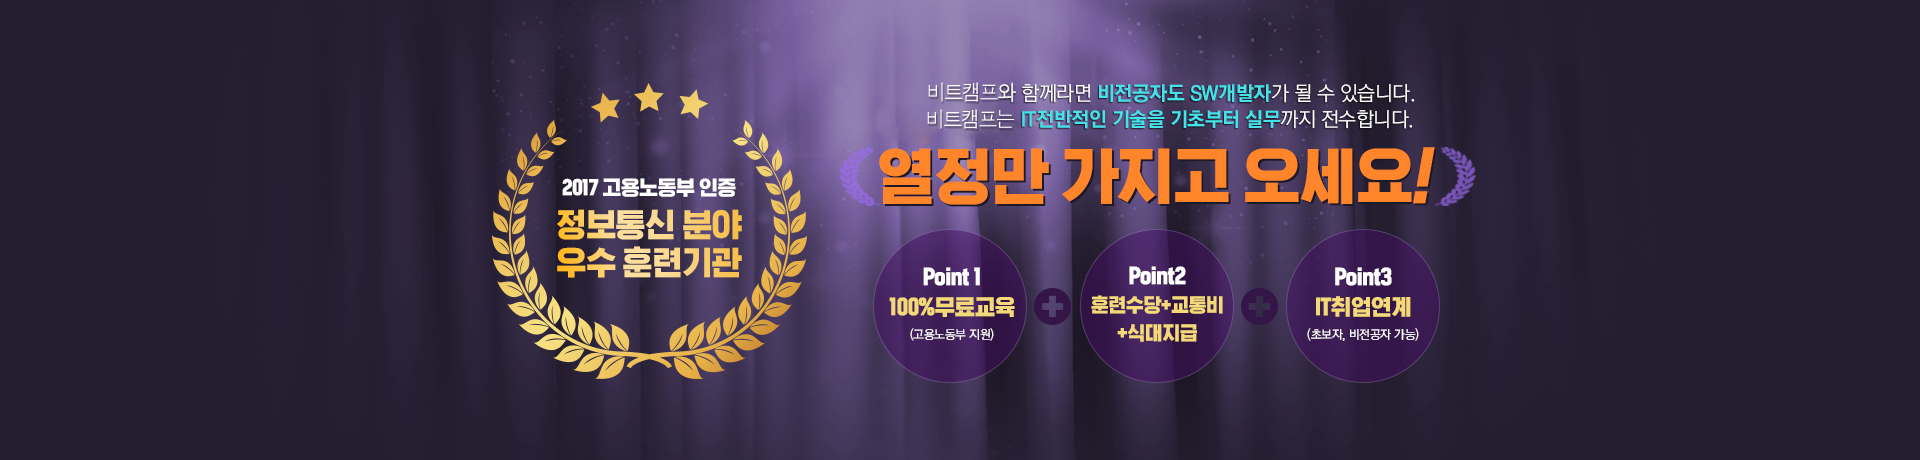 2017 고용노동부 인증
정보통신 분야
우수 훈련기관
비트캠프와 함께라면 비전공자도 SW개발자가 될 수 있습니다.
비트캠프는 IT전반적인 기술을 기초부터 실무까지 전수합니다.
열정만 가지고 오세요!
Point 1
100%무료교육
(고용노동부 지원)
Point2
훈련수당+교통비
+식대지급
Point3
IT취업연계
(초보자, 비전공자 가능)